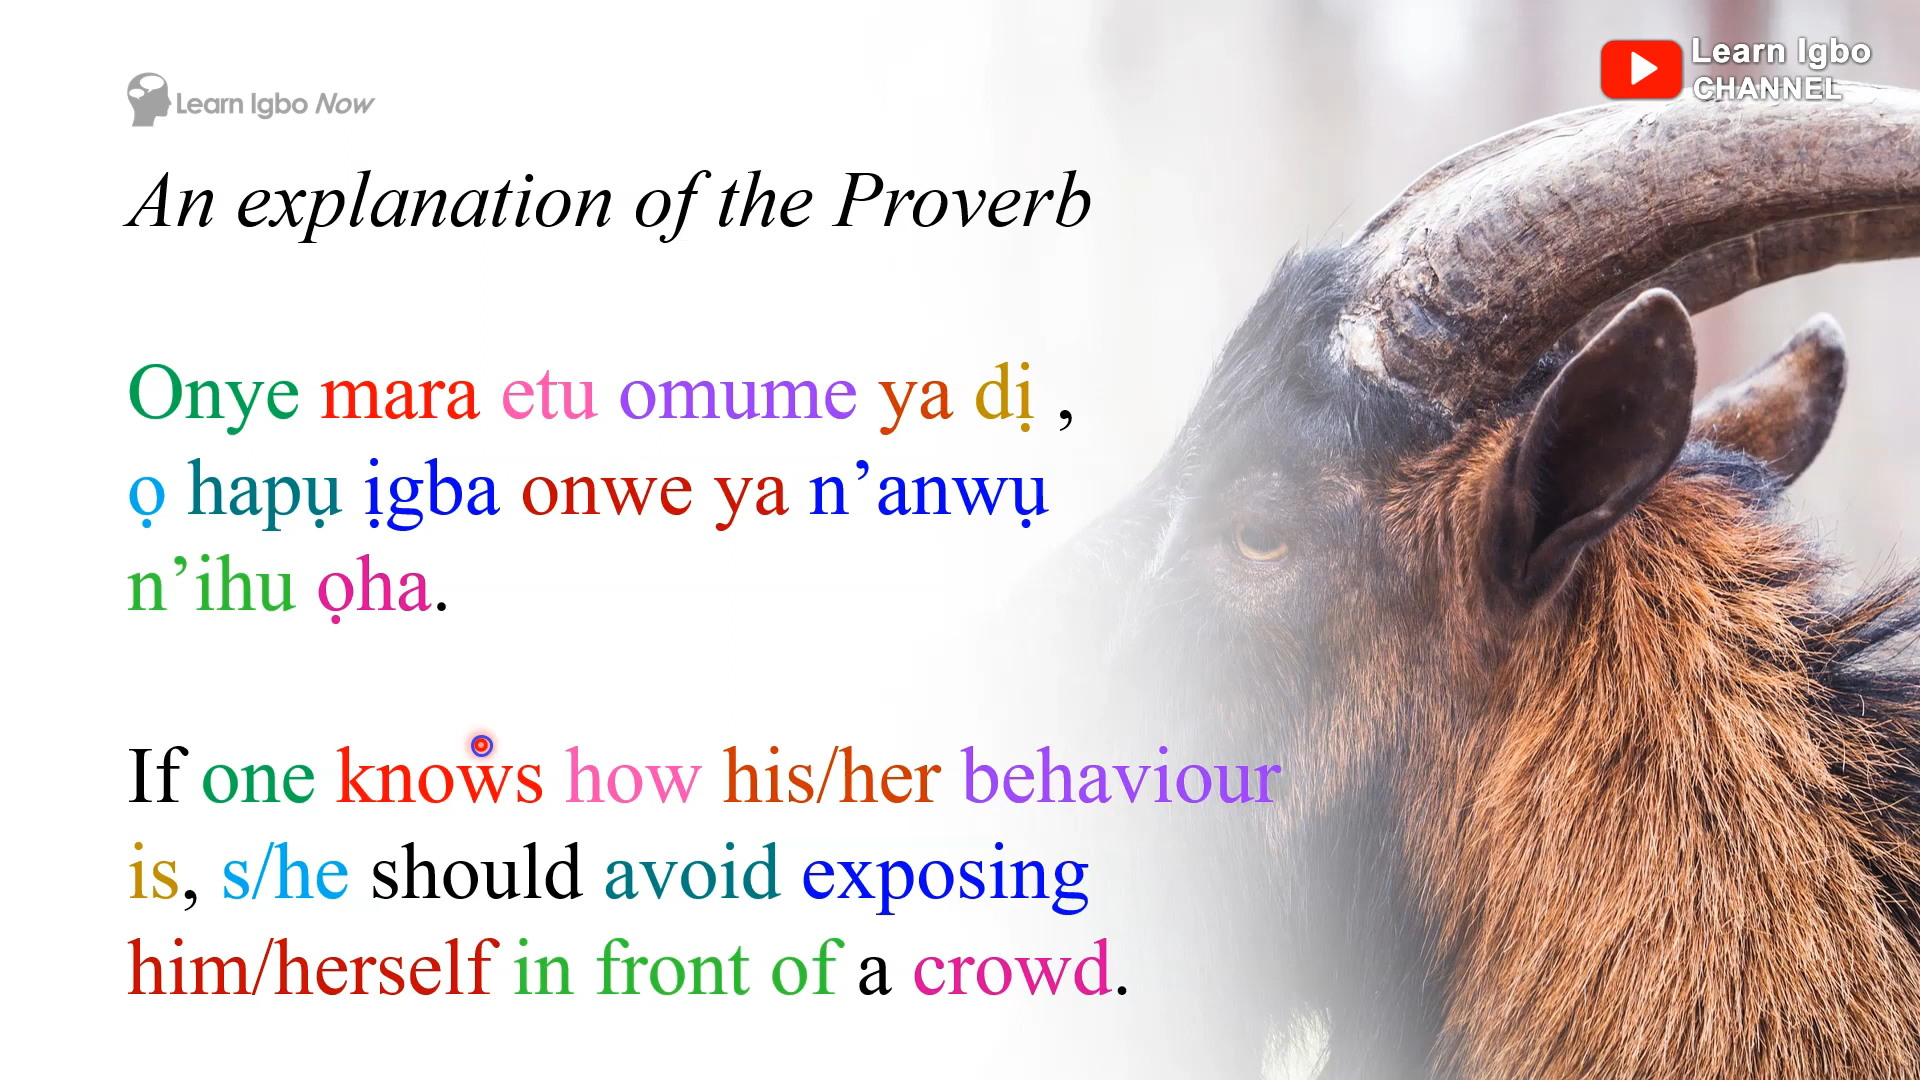 Learn Igbo
CHANNEL
Learn Igbo Now
An explanation of the Proverb
Onye mara etu omume ya dị ,
ọ hapụ ịgba onwe ya n’anwụ
n’ihu ọha.
If one knows how his/her behaviour
is, s/he should avoid exposing
him/herself in front of a crowd.